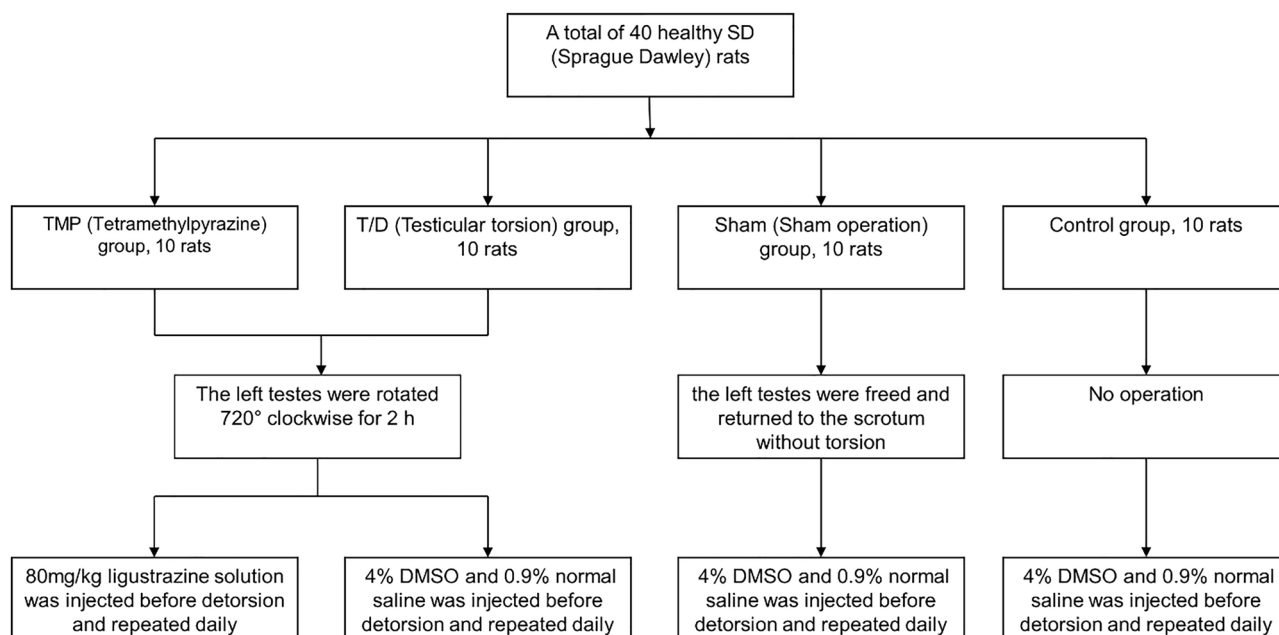 A total of 40 healthy SD
(Sprague Dawley) rats
TMP (Tetramethylpyrazine)
group, 10 rats
T/D (Testicular torsion) group,
10 rats
Sham (Sham operation)
group, 10 rats
Control group, 10 rats
The left testes were rotated
720° clockwise for 2 h
the left testes were freed and
returned to the scrotum
without torsion
No operation
80mg/kg ligustrazine solution
was injected before detorsion
and repeated daily
4% DMSO and 0.9% normal
saline was injected before
detorsion and repeated daily
4% DMSO and 0.9% normal
saline was injected before
detorsion and repeated daily
4% DMSO and 0.9% normal
saline was injected before
detorsion and repeated daily